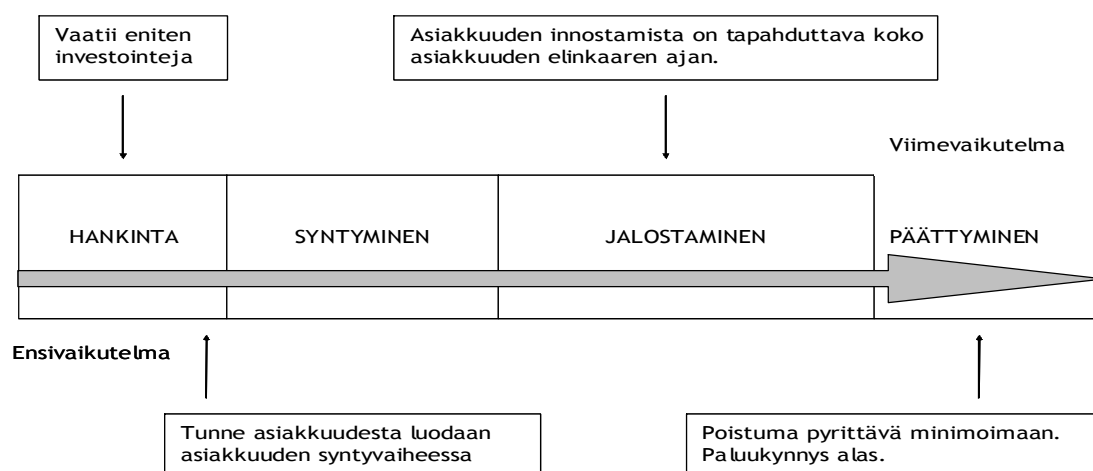 Vaatii eniten
investointeja
Asiakkuuden innostamista on tapahduttava koko
asiakkuuden elinkaaren ajan.
Viimevaikutelma
HANKINTA
SYNTYMINEN
JALOSTAMINEN
PÄÄTTYMINEN
Ensivaikutelma
Tunne asiakkuudesta luodaan
asiakkuuden syntyvaiheessa
Poistuma pyrittävä minimoimaan.
Paluukynnys alas.